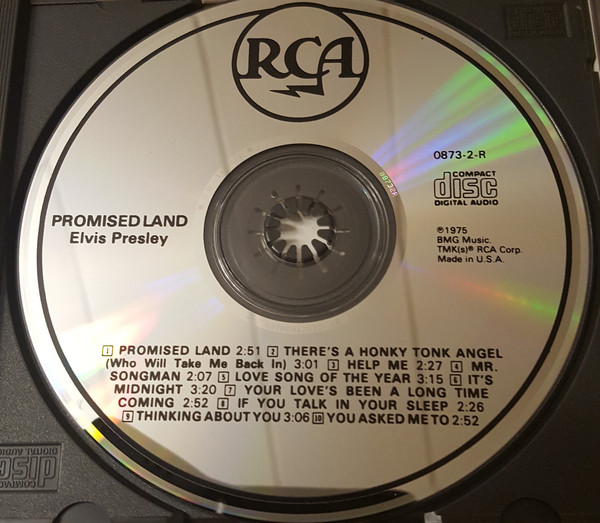 RCA
0873-2-R
COMPACT
disc
DIGITAL AUDIO
PROMISED LAND
Elvis Presley
℗1975
BMG Music.
TMK(s)® RCA Corp.
Made in U.S.A.
1 PROMISED LAND 2:51 2 THERE'S A HONKY TONK ANGEL
(Who Will Take Me Back In) 3:01 3 HELP ME 2:27 4 MR.
SONGMAN 2:07 5 LOVE SONG OF THE YEAR 3:15 6 IT'S
MIDNIGHT 3:20 7 YOUR LOVE'S BEEN A LONG TIME
COMING 2:52 8 IF YOU TALK IN YOUR SLEEP 2:26
9 THINKING ABOUT YOU 3:06 10 YOU ASKED ME TO 2:52
disc
DIGITAL AUDIO